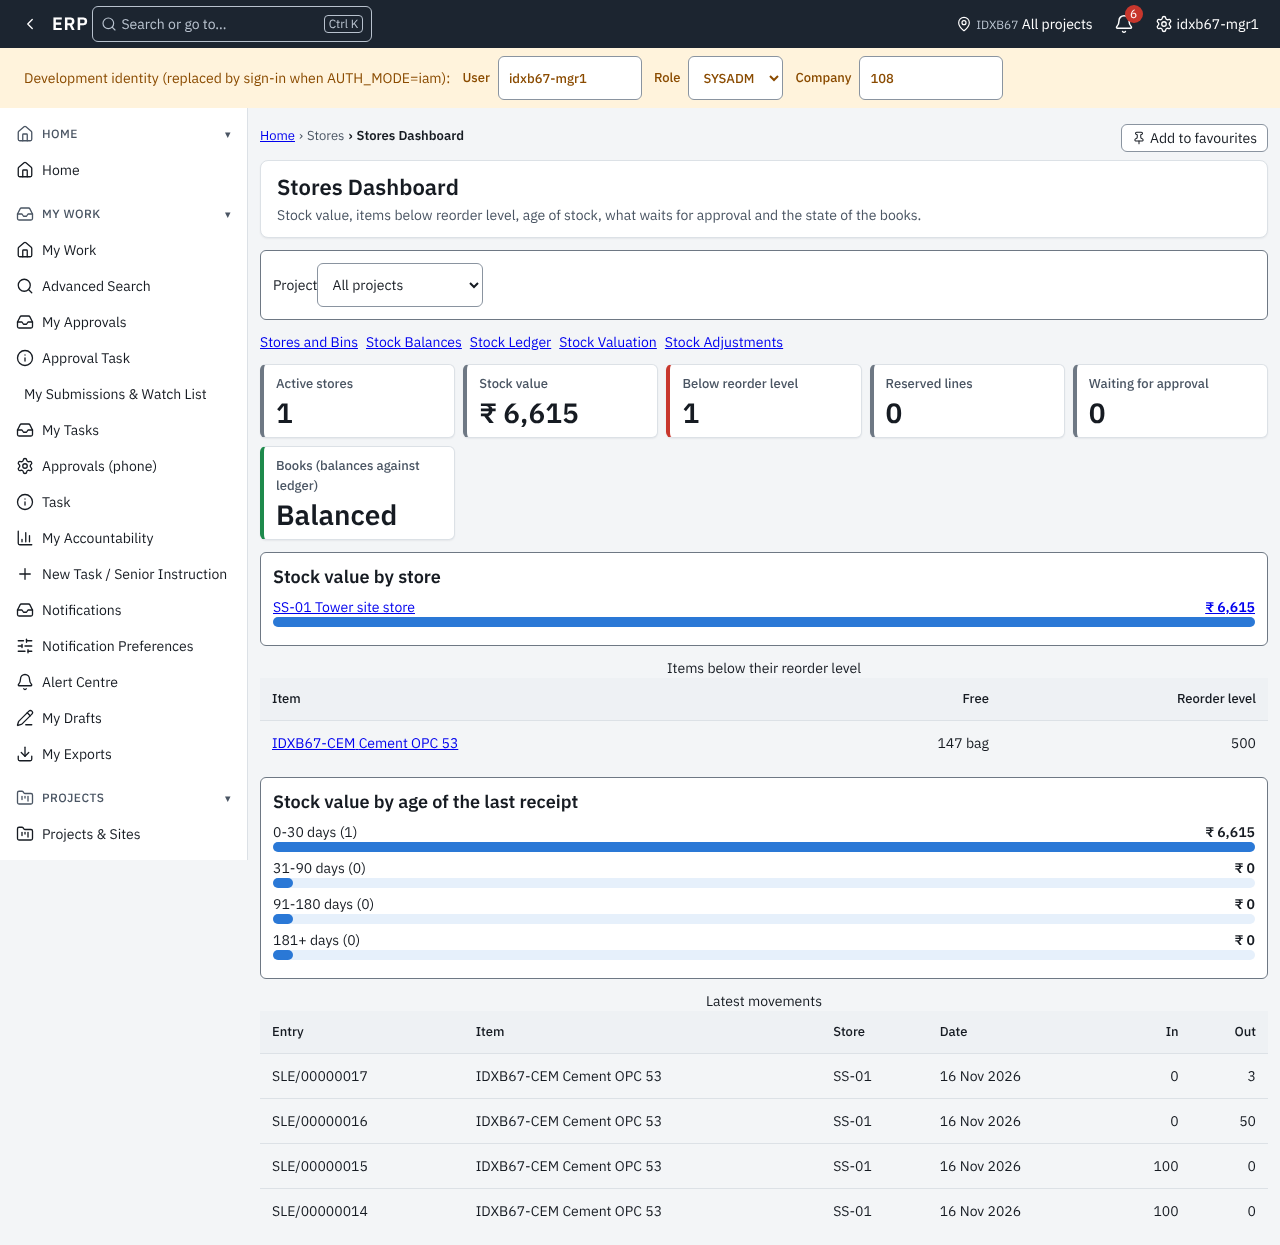 ERP
Search or go to...
Ctrl K
IDXB67 All projects
6
idxb67-mgr1
Development identity (replaced by sign-in when AUTH_MODE=iam):
User
idxb67-mgr1
Role
SYSADM
Company
108
HOME
Home
MY WORK
My Work
Advanced Search
My Approvals
Approval Task
My Submissions & Watch List
My Tasks
Approvals (phone)
Task
My Accountability
New Task / Senior Instruction
Notifications
Notification Preferences
Alert Centre
My Drafts
My Exports
PROJECTS
Projects & Sites
Home › Stores › Stores Dashboard
Add to favourites
Stores Dashboard
Stock value, items below reorder level, age of stock, what waits for approval and the state of the books.
Project
All projects
Stores and Bins Stock Balances Stock Ledger Stock Valuation Stock Adjustments
Active stores
1
Stock value
₹ 6,615
Below reorder level
1
Reserved lines
0
Waiting for approval
0
Books (balances against
ledger)
Balanced
Stock value by store
SS-01 Tower site store ₹ 6,615
Items below their reorder level
Item Free Reorder level
IDXB67-CEM Cement OPC 53 147 bag 500
Stock value by age of the last receipt
0-30 days (1) ₹ 6,615
31-90 days (0) ₹ 0
91-180 days (0) ₹ 0
181+ days (0) ₹ 0
Latest movements
Entry Item Store Date In Out
SLE/00000017 IDXB67-CEM Cement OPC 53 SS-01 16 Nov 2026 0 3
SLE/00000016 IDXB67-CEM Cement OPC 53 SS-01 16 Nov 2026 0 50
SLE/00000015 IDXB67-CEM Cement OPC 53 SS-01 16 Nov 2026 100 0
SLE/00000014 IDXB67-CEM Cement OPC 53 SS-01 16 Nov 2026 100 0